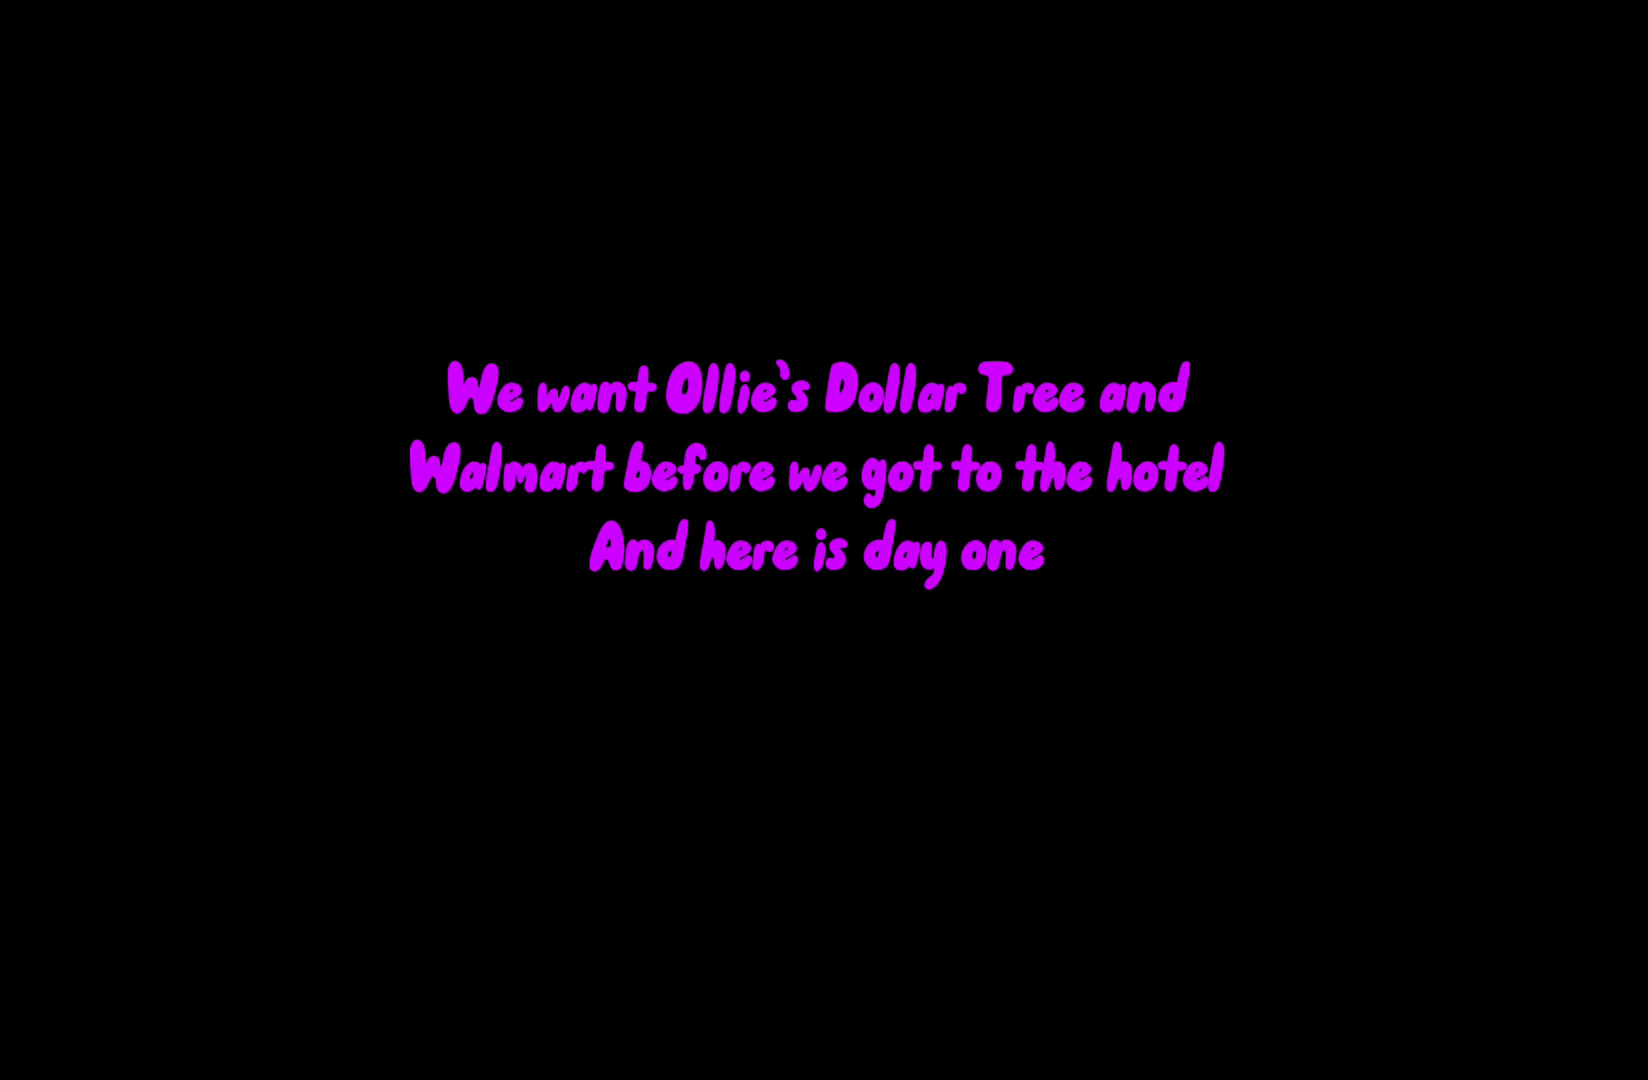 We want Ollie`s Dollar Tree and
Walmart before we got to the hotel
And here is day one